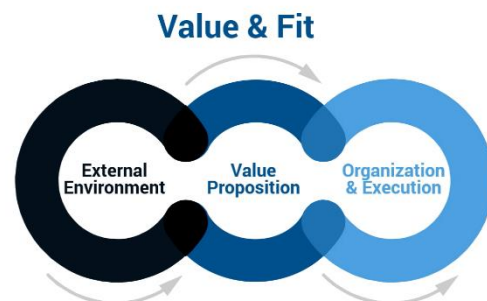 Value & Fit
External
Environment
Value
Proposition
Organization
& Execution